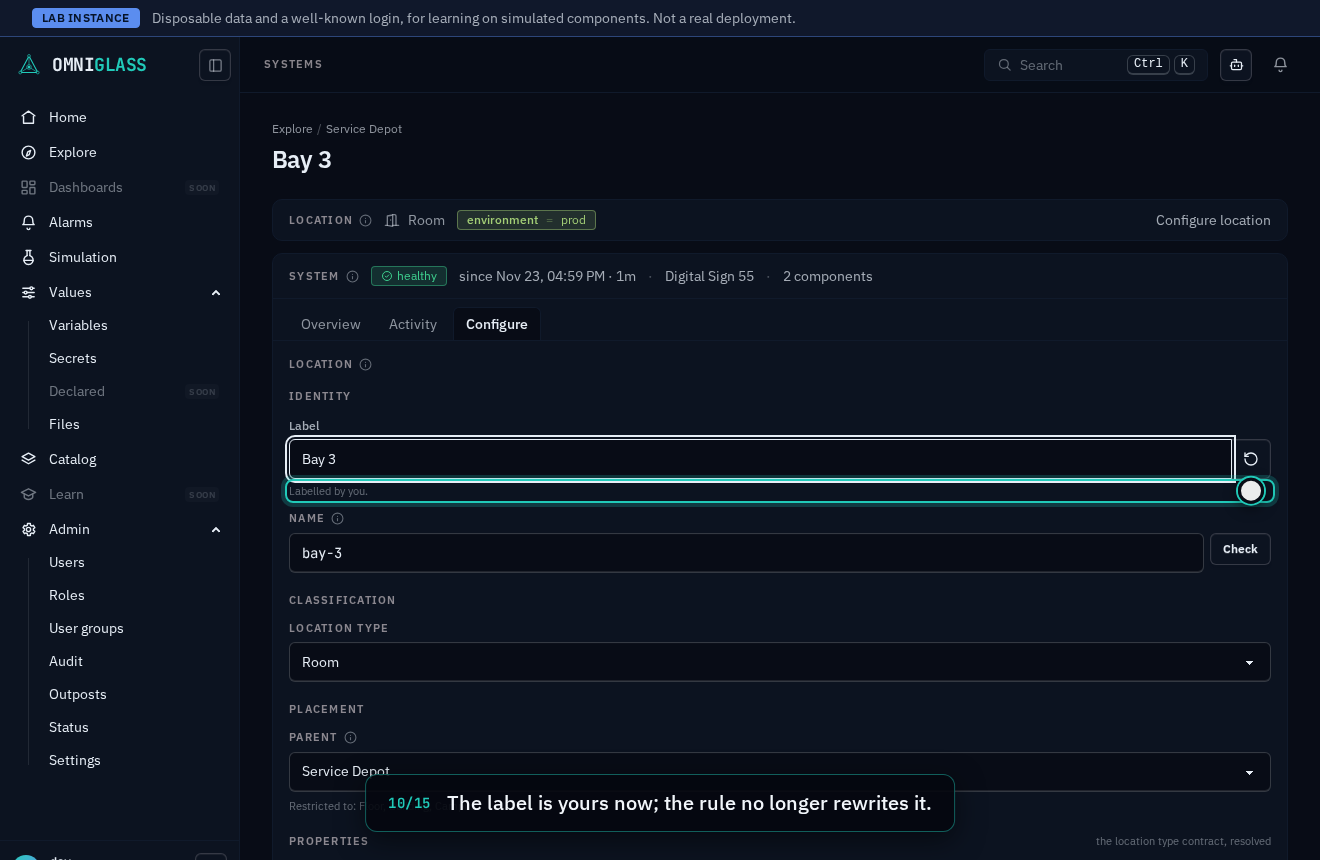 LAB INSTANCE Disposable data and a well-known login, for learning on simulated components. Not a real deployment.
OMNIGLASS
SYSTEMS
Search Ctrl K
Home
Explore
Dashboards SOON
Alarms
Simulation
Values
Variables
Secrets
Declared SOON
Files
Catalog
Learn SOON
Admin
Users
Roles
User groups
Audit
Outposts
Status
Settings
Explore / Service Depot
Bay 3
LOCATION Room environment = prod Configure location
SYSTEM healthy since Nov 23, 04:59 PM · 1m · Digital Sign 55 · 2 components
Overview Activity Configure
LOCATION
IDENTITY
Label
Bay 3
Labelled by you.
NAME
bay-3 Check
CLASSIFICATION
LOCATION TYPE
Room
PLACEMENT
PARENT
Service Depot
Restricted to:
10/15 The label is yours now; the rule no longer rewrites it.
PROPERTIES the location type contract, resolved